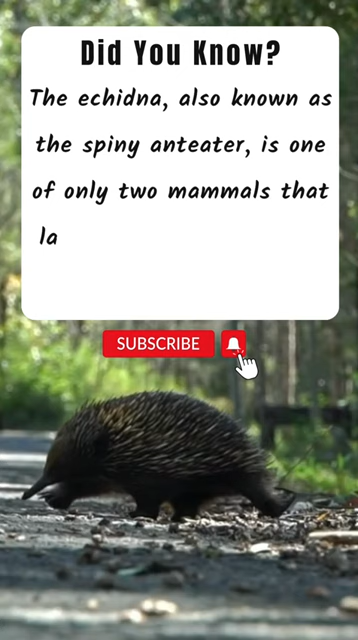 Did You Know?
The echidna, also known as
the spiny anteater, is one
of only two mammals that
la
SUBSCRIBE